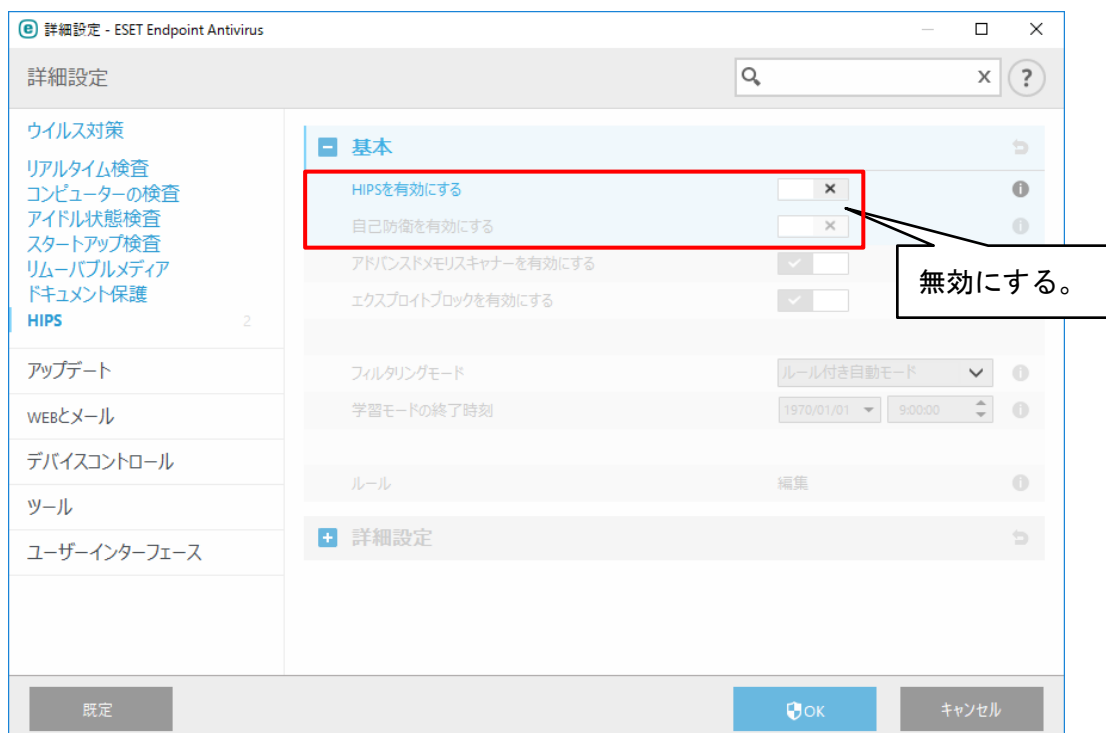 詳細設定 - ESET Endpoint Antivirus
詳細設定
ウイルス対策
リアルタイム検査
コンピューターの検査
アイドル状態検査
スタートアップ検査
リムーバブルメディア
ドキュメント保護
HIPS 2
アップデート
WEBとメール
デバイスコントロール
ツール
ユーザーインターフェース
基本
HIPSを有効にする
自己防衛を有効にする
アドバンスドメモリスキャナーを有効にする
エクスプロイトブロックを有効にする
無効にする。
フィルタリングモード ルール付き自動モード
学習モードの終了時刻 1970/01/01 9:00:00
ルール 編集
詳細設定
既定 OK キャンセル